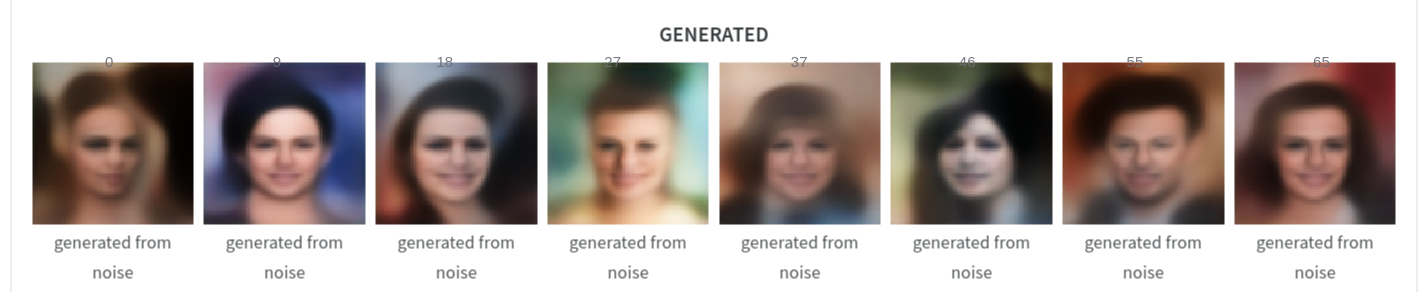 GENERATED
0 9 18 27 37 46 55 65
generated from generated from generated from generated from generated from generated from generated from generated from
noise noise noise noise noise noise noise noise